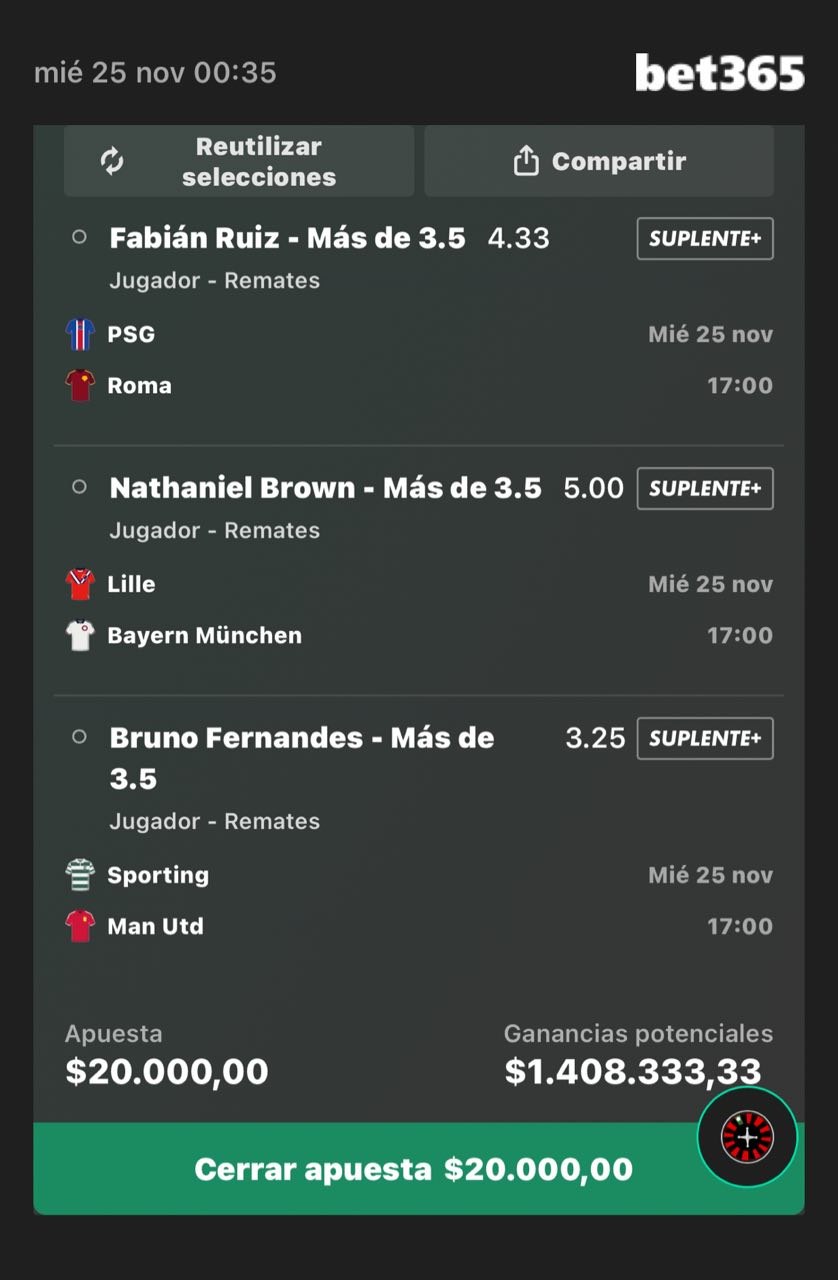 mié 25 nov 00:35
bet365
Reutilizar
selecciones
Compartir
Fabián Ruiz - Más de 3.5 4.33 SUPLENTE+
Jugador - Remates
PSG Mié 25 nov
Roma 17:00
Nathaniel Brown - Más de 3.5 5.00 SUPLENTE+
Jugador - Remates
Lille Mié 25 nov
Bayern München 17:00
Bruno Fernandes - Más de 3.25 SUPLENTE+
3.5
Jugador - Remates
Sporting Mié 25 nov
Man Utd 17:00
Apuesta Ganancias potenciales
$20.000,00 $1.408.333,33
Cerrar apuesta $20.000,00